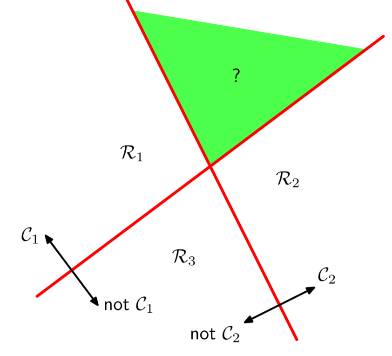 ?
R₁
R₂
C₁
R₃
C₂
not C₁
not C₂